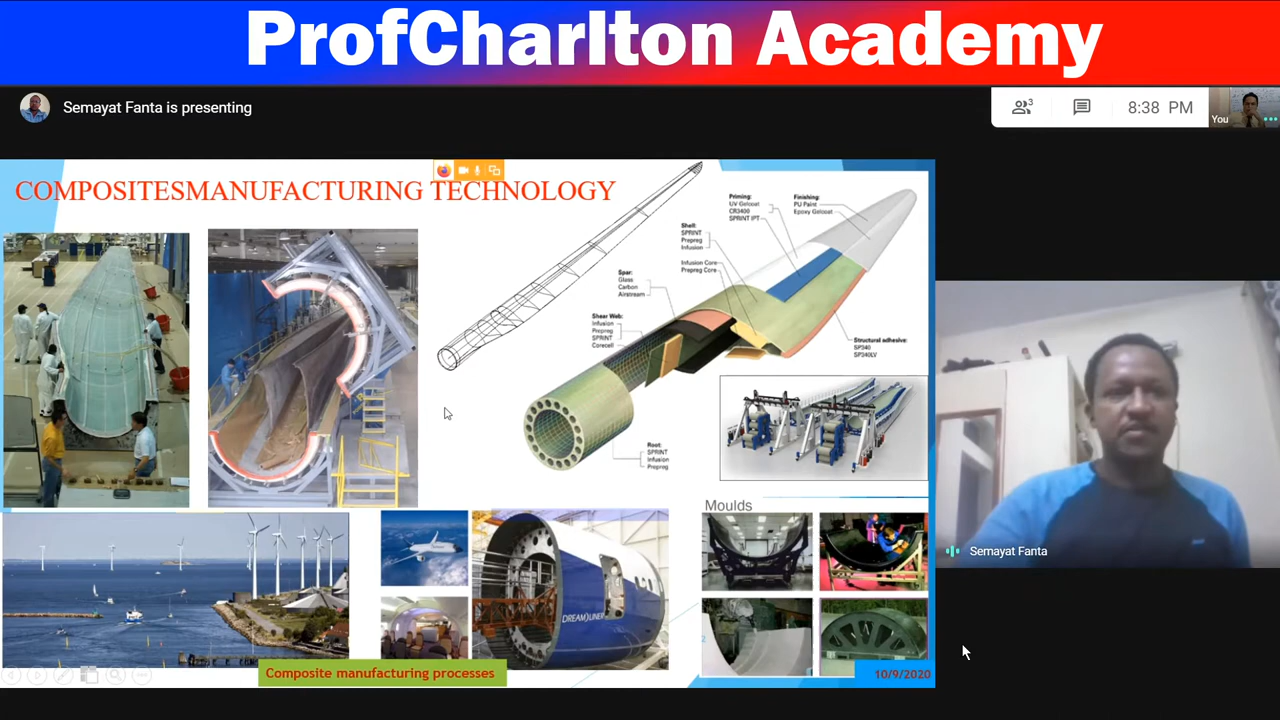 ProfCharlton Academy
Semayat Fanta is presenting
3
8:38 PM
You
COMPOSITESMANUFACTURING TECHNOLOGY
Priming:
UV Gelcoat
CR3400
SPRINT IPT
Finishing:
PU Paint
Epoxy Gelcoat
Shell:
SPRINT
Prepreg
Infusion
Infusion Core
Prepreg Core
Spar:
Glass
Carbon
Airstream
Shear Web:
Infusion
Prepreg
SPRINT
Corecell
Structural adhesive:
SP340
SP340LV
Root:
SPRINT
Infusion
Prepreg
Moulds
DREAMLINER
Semayat Fanta
2
Composite manufacturing processes
10/9/2020